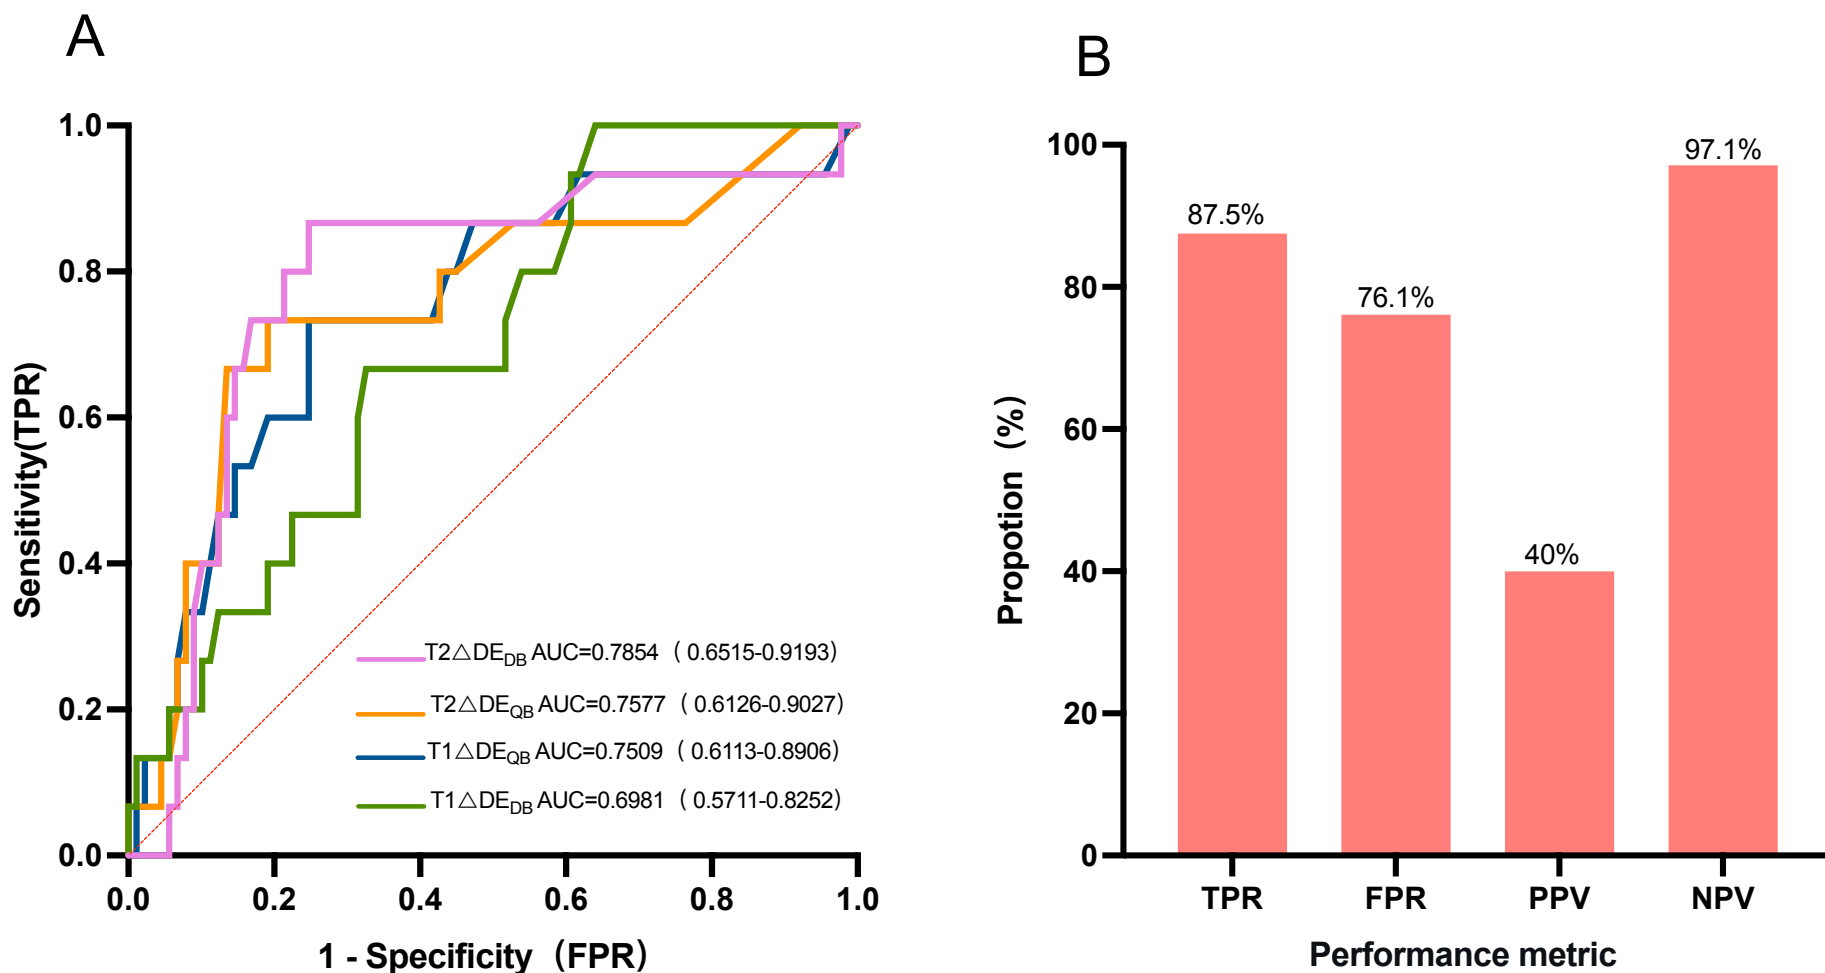 A
Sensitivity(TPR)
1.0
0.8
0.6
0.4
0.2
0.0
0.0 0.2 0.4 0.6 0.8 1.0
1 - Specificity（FPR）
T2△DEDB AUC=0.7854（0.6515-0.9193）
T2△DEQB AUC=0.7577（0.6126-0.9027）
T1△DEQB AUC=0.7509（0.6113-0.8906）
T1△DEDB AUC=0.6981（0.5711-0.8252）
B
Propotion（%）
100
80
60
40
20
0
87.5%
76.1%
40%
97.1%
TPR FPR PPV NPV
Performance metric